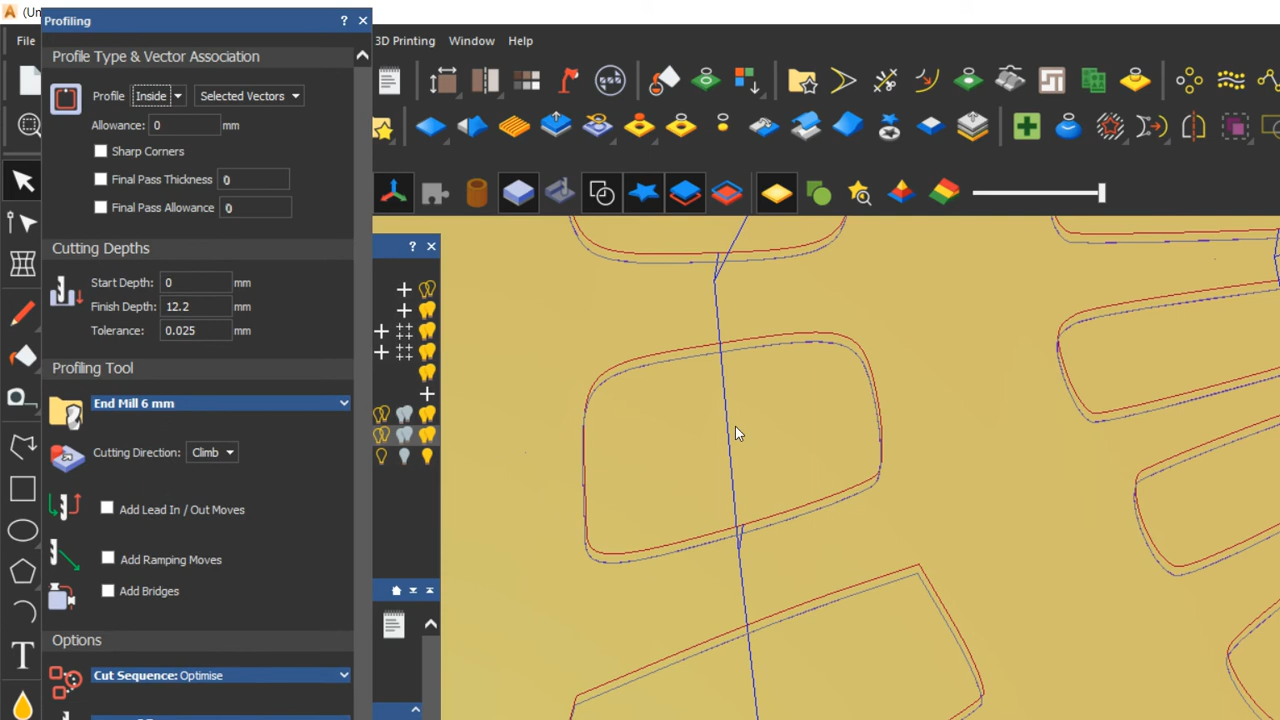 (Un
Profiling ? ×
File 3D Printing Window Help
Profile Type & Vector Association
Profile Inside Selected Vectors
Allowance: 0 mm
Sharp Corners
Final Pass Thickness 0
Final Pass Allowance 0
Cutting Depths
Start Depth: 0 mm
Finish Depth: 12.2 mm
Tolerance: 0.025 mm
Profiling Tool
End Mill 6 mm
Cutting Direction: Climb
Add Lead In / Out Moves
Add Ramping Moves
Add Bridges
Options
Cut Sequence: Optimise